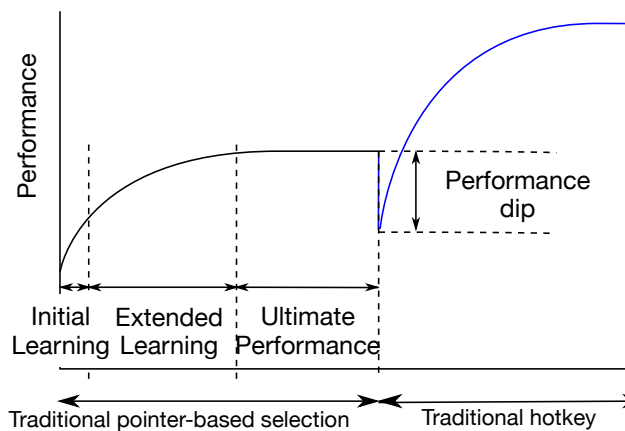 Performance
Performance
dip
Initial
Learning
Extended
Learning
Ultimate
Performance
Traditional pointer-based selection
Traditional hotkey